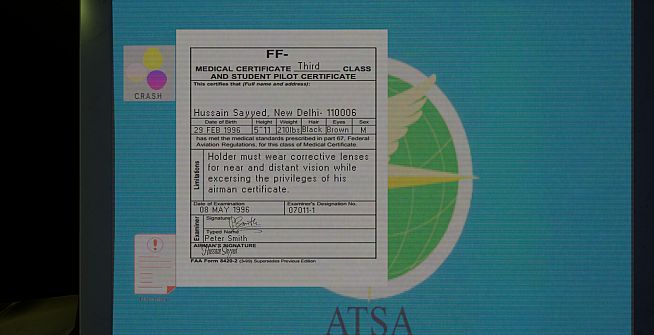 FF-
MEDICAL CERTIFICATE Third CLASS
AND STUDENT PILOT CERTIFICATE
This certifies that (Full name and address):
C.R.A.S.H
Hussain Sayyed, New Delhi- 110006
Date of Birth Height Weight Hair Eyes Sex
29 FEB 1996 5"11 210lbs Black Brown M
has met the medical standards prescribed in part 67, Federal
Aviation Regulations, for this class of Medical Certificate.
Limitations
Holder must wear corrective lenses
for near and distant vision while
excersing the privileges of his
airman certificate.
Date of Examination Examiner's Designation No.
08 MAY 1996 07011-1
Examiner
Signature
Typed Name
Peter Smith
AIRMAN'S SIGNATURE
FAA Form 8420-2 (3-99) Supersedes Previous Edition
ATSA